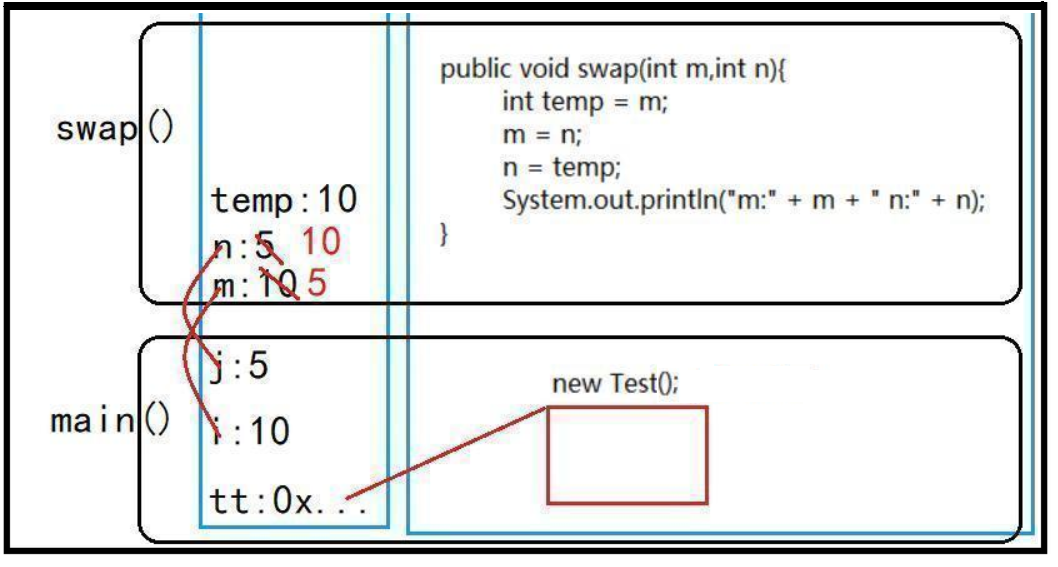 swap()
public void swap(int m,int n){
int temp = m;
m = n;
n = temp;
System.out.println("m:" + m + " n:" + n);
}
temp:10
n:5 10
m:10 5
main()
j:5
i:10
tt:0x...
new Test();